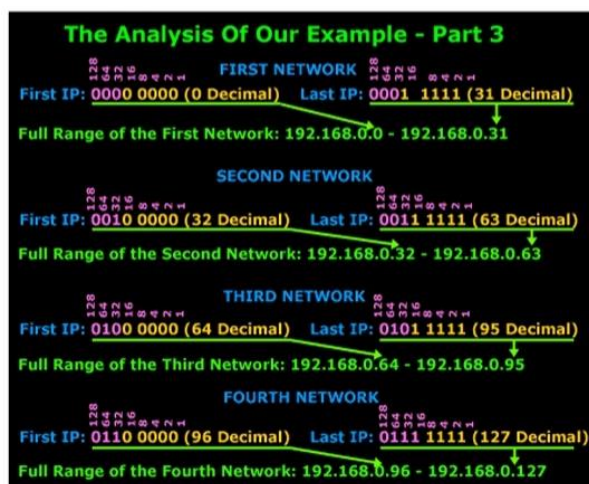 The Analysis Of Our Example - Part 3
128 64 32 16 8 4 2 1 FIRST NETWORK 128 64 32 16 8 4 2 1
First IP: 0000 0000 (0 Decimal) Last IP: 0001 1111 (31 Decimal)
Full Range of the First Network: 192.168.0.0 - 192.168.0.31
SECOND NETWORK
128 64 32 16 8 4 2 1 128 64 32 16 8 4 2 1
First IP: 0010 0000 (32 Decimal) Last IP: 0011 1111 (63 Decimal)
Full Range of the Second Network: 192.168.0.32 - 192.168.0.63
THIRD NETWORK
128 64 32 16 8 4 2 1 128 64 32 16 8 4 2 1
First IP: 0100 0000 (64 Decimal) Last IP: 0101 1111 (95 Decimal)
Full Range of the Third Network: 192.168.0.64 - 192.168.0.95
FOURTH NETWORK
128 64 32 16 8 4 2 1 128 64 32 16 8 4 2 1
First IP: 0110 0000 (96 Decimal) Last IP: 0111 1111 (127 Decimal)
Full Range of the Fourth Network: 192.168.0.96 - 192.168.0.127